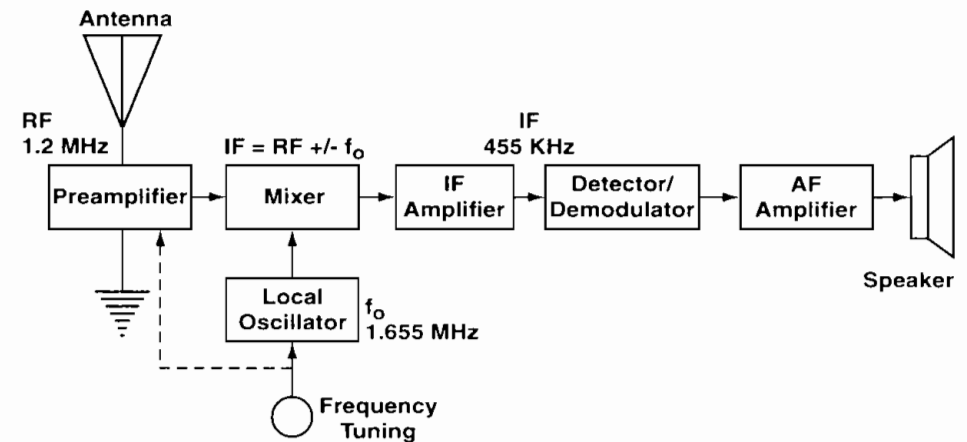 Antenna
RF
1.2 MHz
IF = RF +/- fo
IF
455 KHz
Preamplifier
Mixer
IF
Amplifier
Detector/
Demodulator
AF
Amplifier
Speaker
Local
Oscillator
fo
1.655 MHz
Frequency
Tuning